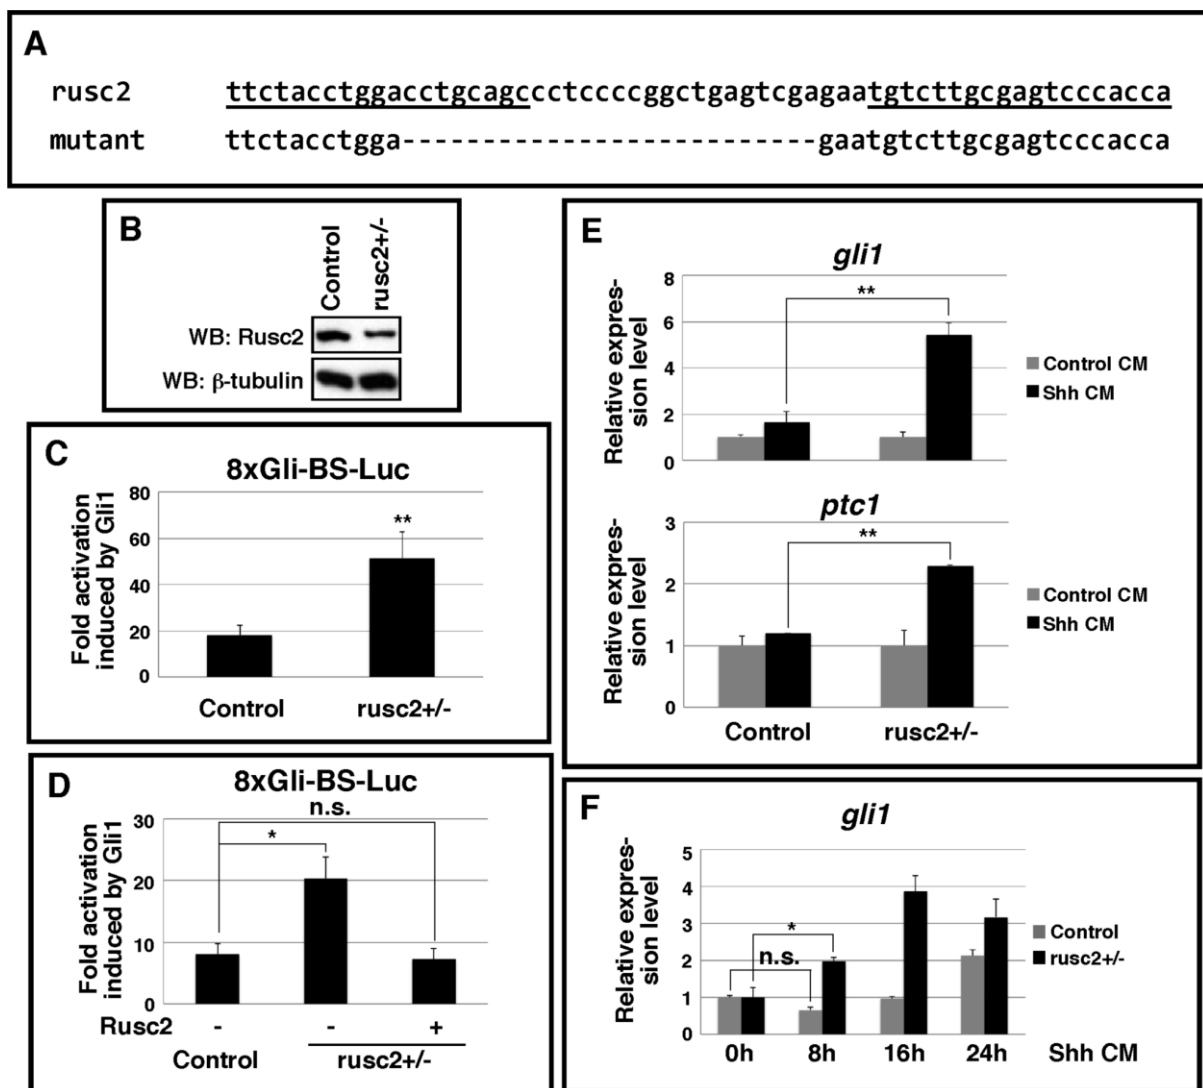 A
rusc2 ttctacctggacctgcagccctccccggctgagtcgagaatgtcttgcgagtcccacca
mutant ttctacctgga------------------------gaatgtcttgcgagtcccacca
B
Control
rusc2+/-
WB: Rusc2
WB: β-tubulin
C
8xGli-BS-Luc
Fold activation
induced by Gli1
80
60
40
20
0
**
Control
rusc2+/-
D
8xGli-BS-Luc
n.s.
*
Fold activation
induced by Gli1
30
20
10
0
Rusc2 - - +
Control rusc2+/-
E
gli1
Relative expres-
sion level
8
6
4
2
0
**
Control CM
Shh CM
ptc1
Relative expres-
sion level
3
2
1
0
**
Control CM
Shh CM
Control rusc2+/-
F
gli1
Relative expres-
sion level
5
4
3
2
1
0
*
n.s.
Control
rusc2+/-
0h 8h 16h 24h Shh CM